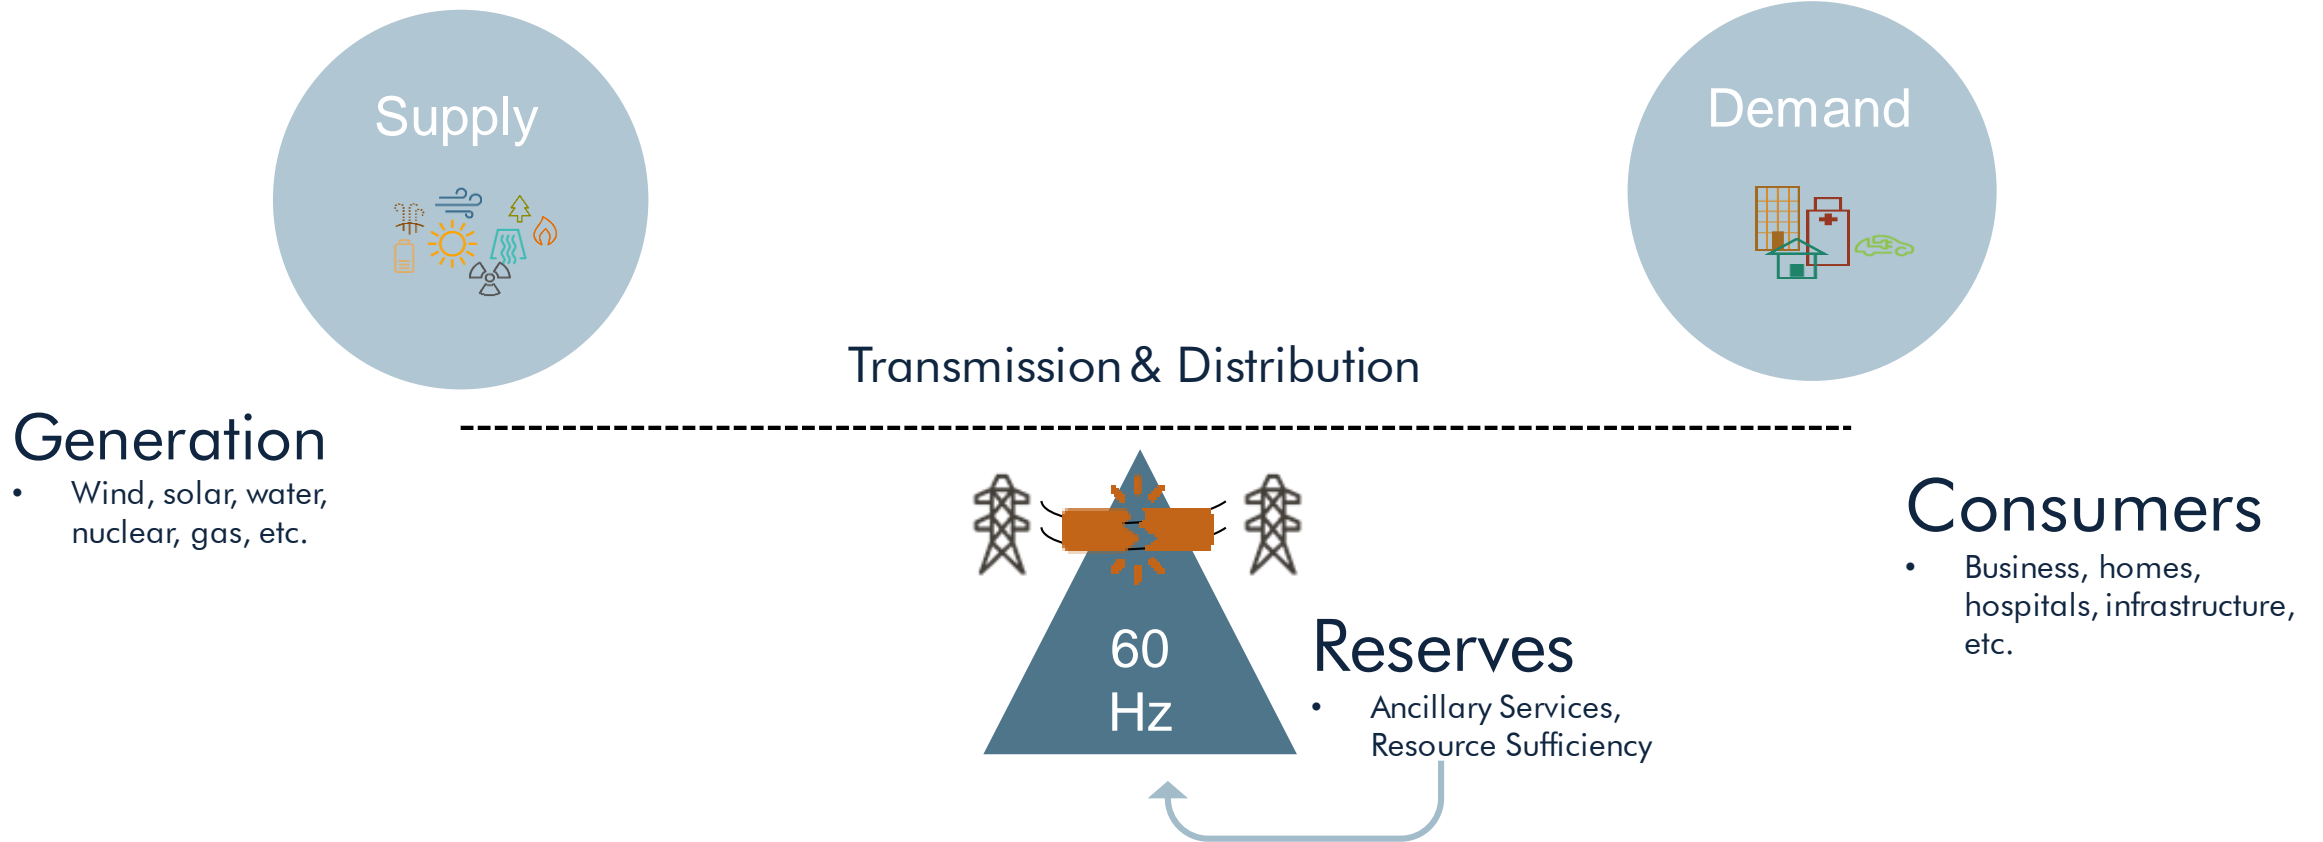 Supply
Demand
Transmission & Distribution
Generation
• Wind, solar, water,
nuclear, gas, etc.
Consumers
• Business, homes,
hospitals, infrastructure,
etc.
60
Hz
Reserves
• Ancillary Services,
Resource Sufficiency